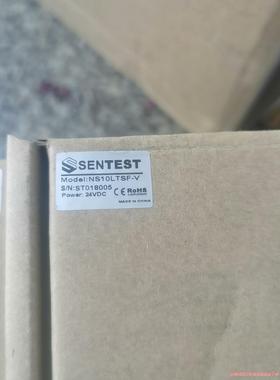 SENTEST
Model:NS10LTSF-V
S/N:ST018005
Power: 24VDC
CE RoHS
MADE IN CHINA